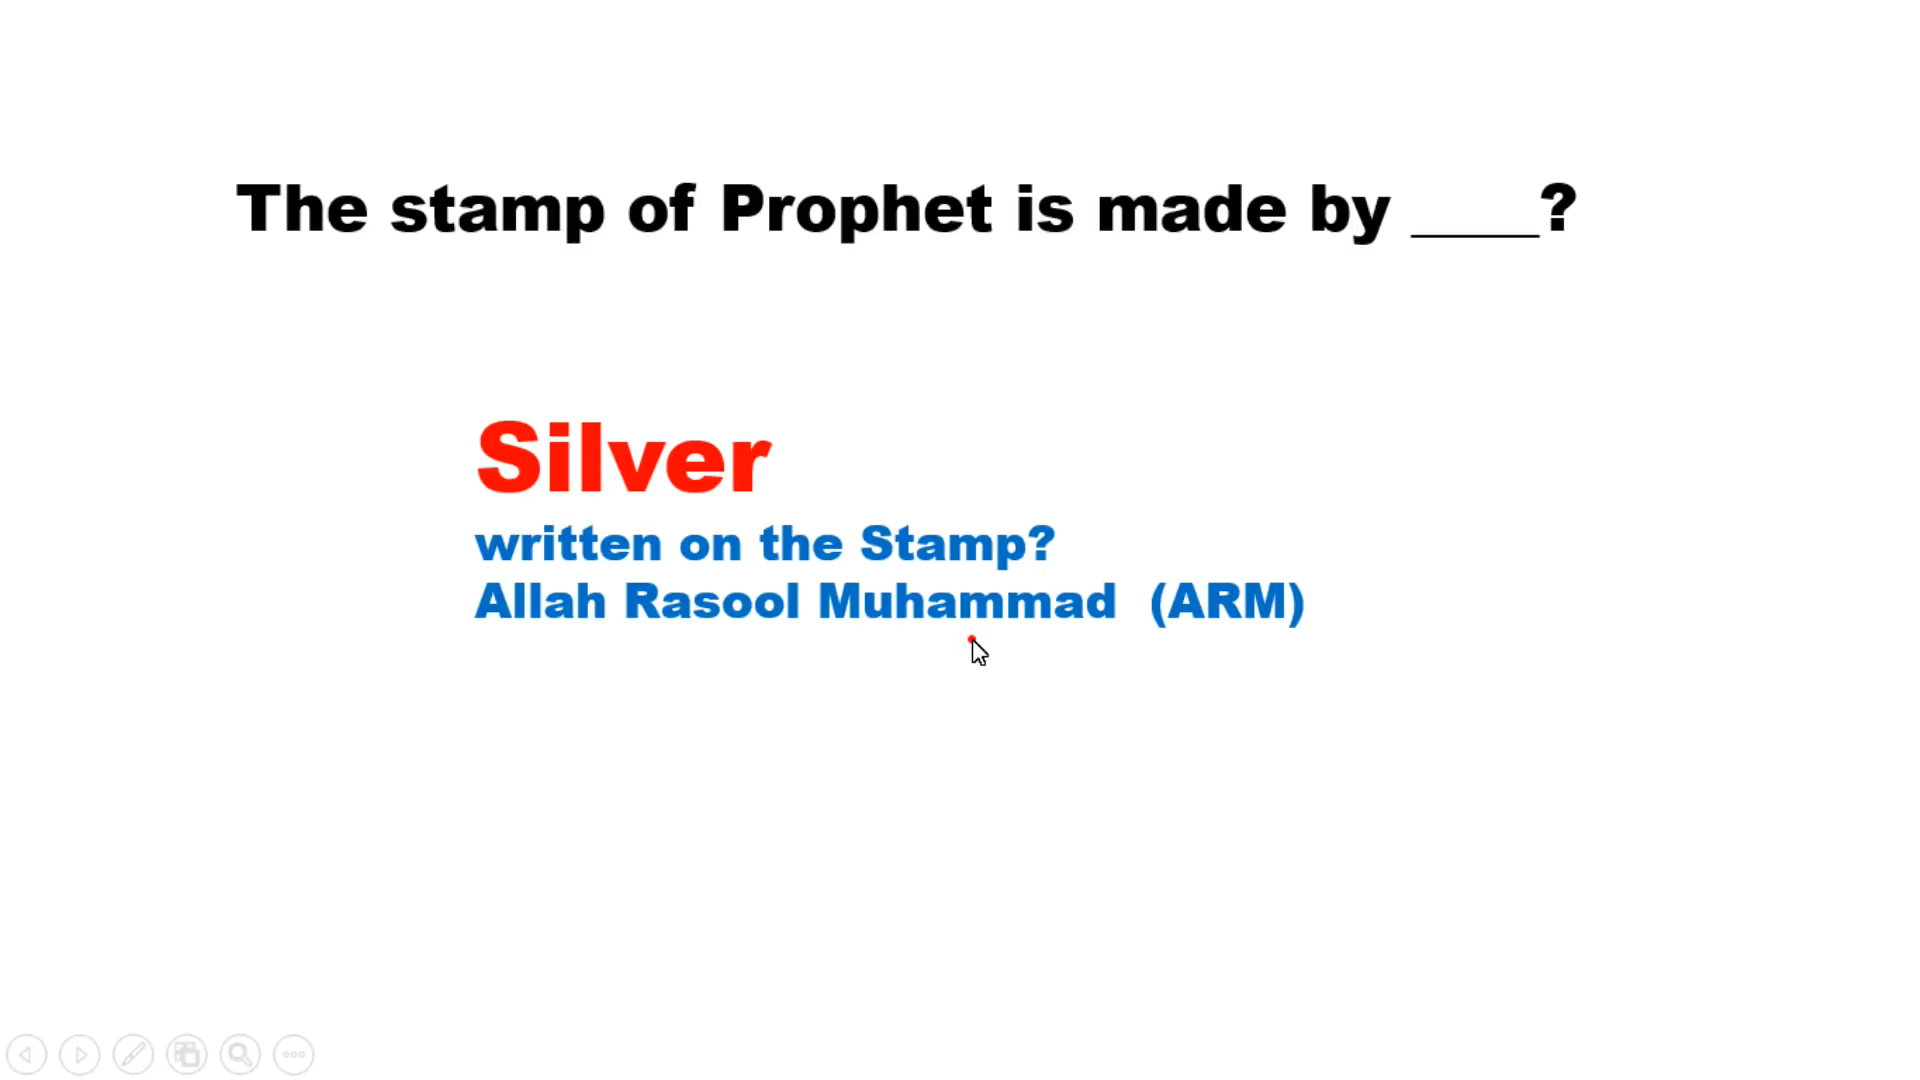 The stamp of Prophet is made by ____?
Silver
written on the Stamp?
Allah Rasool Muhammad  (ARM)